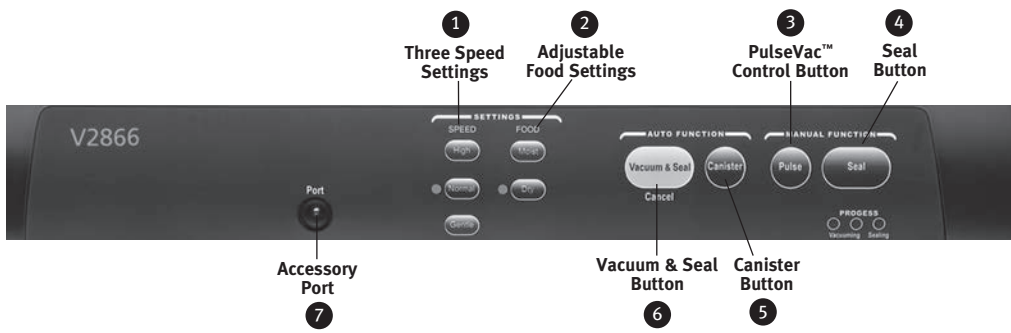 1 2 3 4
Three Speed
Settings
Adjustable
Food Settings
PulseVac™
Control Button
Seal
Button
V2866
SETTINGS
SPEED FOOD
High Moist
Normal Dry
Gentle
Port
AUTO FUNCTION
Vacuum & Seal Canister
Cancel
MANUAL FUNCTION
Pulse Seal
PROGESS
Vacuuming Sealing
Accessory
Port
7
Vacuum & Seal
Button
6
Canister
Button
5